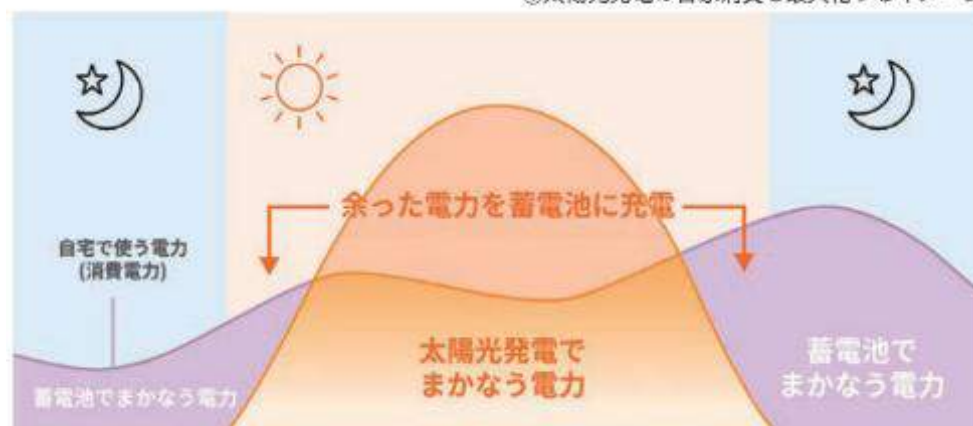 余った電力を蓄電池に充電
自宅で使う電力
(消費電力)
太陽光発電で
まかなう電力
蓄電池で
まかなう電力
蓄電池でまかなう電力